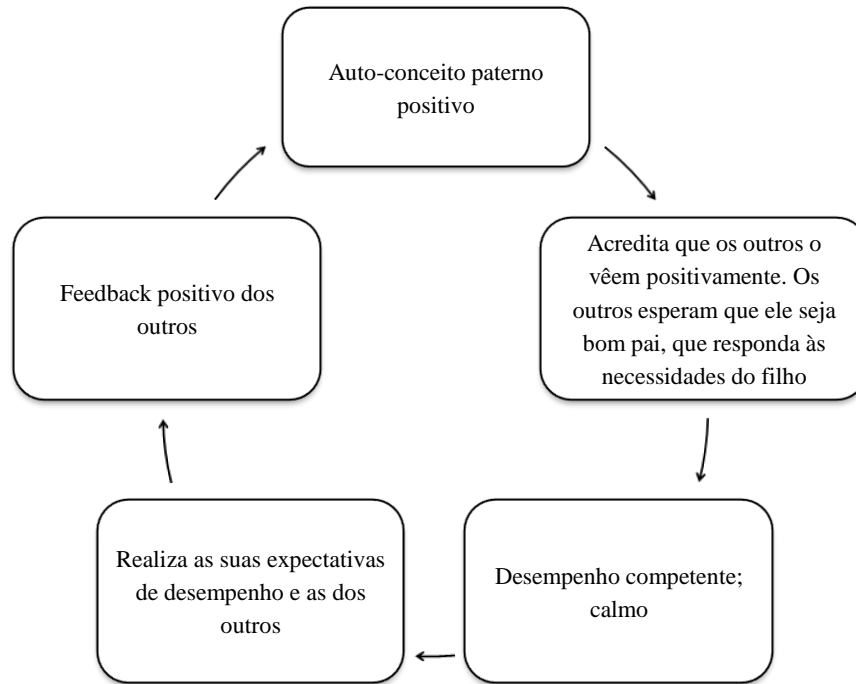 Auto-conceito paterno
positivo
Acredita que os outros o
vêem positivamente. Os
outros esperam que ele seja
bom pai, que responda às
necessidades do filho
Desempenho competente;
calmo
Realiza as suas expectativas
de desempenho e as dos
outros
Feedback positivo dos
outros